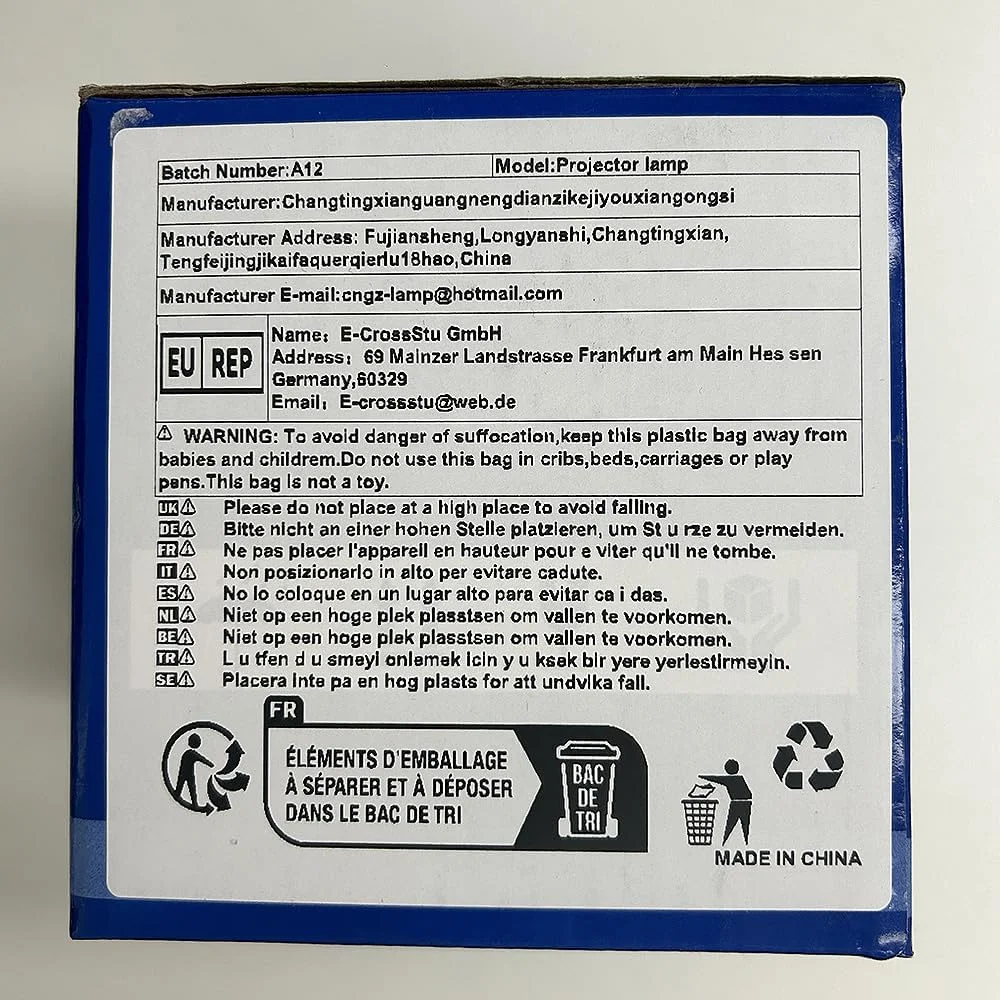 Batch Number:A12 Model:Projector lamp
Manufacturer:Changtingxianguangnengdianzikejiyouxiangongsi
Manufacturer Address: Fujiansheng,Longyanshi,Changtingxian,
Tengfeijingjikaifaquerqierlu18hao,China
Manufacturer E-mail:cngz-lamp@hotmail.com
EU REP
Name: E-CrossStu GmbH
Address: 69 Mainzer Landstrasse Frankfurt am Main Hes sen
Germany,60329
Email: E-crossstu@web.de
⚠ WARNING: To avoid danger of suffocation,keep this plastic bag away from
babies and childrem.Do not use this bag in cribs,beds,carriages or play
pens.This bag is not a toy.
UK⚠ Please do not place at a high place to avoid falling.
DE⚠ Bitte nicht an einer hohen Stelle platzieren, um St u rze zu vermeiden.
FR⚠ Ne pas placer l'appareil en hauteur pour e viter qu'il ne tombe.
IT⚠ Non posizionarlo in alto per evitare cadute.
ES⚠ No lo coloque en un lugar alto para evitar ca i das.
NL⚠ Niet op een hoge plek plasstsen om vallen te voorkomen.
BE⚠ Niet op een hoge plek plasstsen om vallen te voorkomen.
TR⚠ L u tfen d u smeyi onlemek icin y u ksek bir yere yerlestirmeyin.
SE⚠ Placera inte pa en hog plasts for att undvika fall.
FR
ÉLÉMENTS D'EMBALLAGE
À SÉPARER ET À DÉPOSER
DANS LE BAC DE TRI
BAC
DE
TRI
MADE IN CHINA